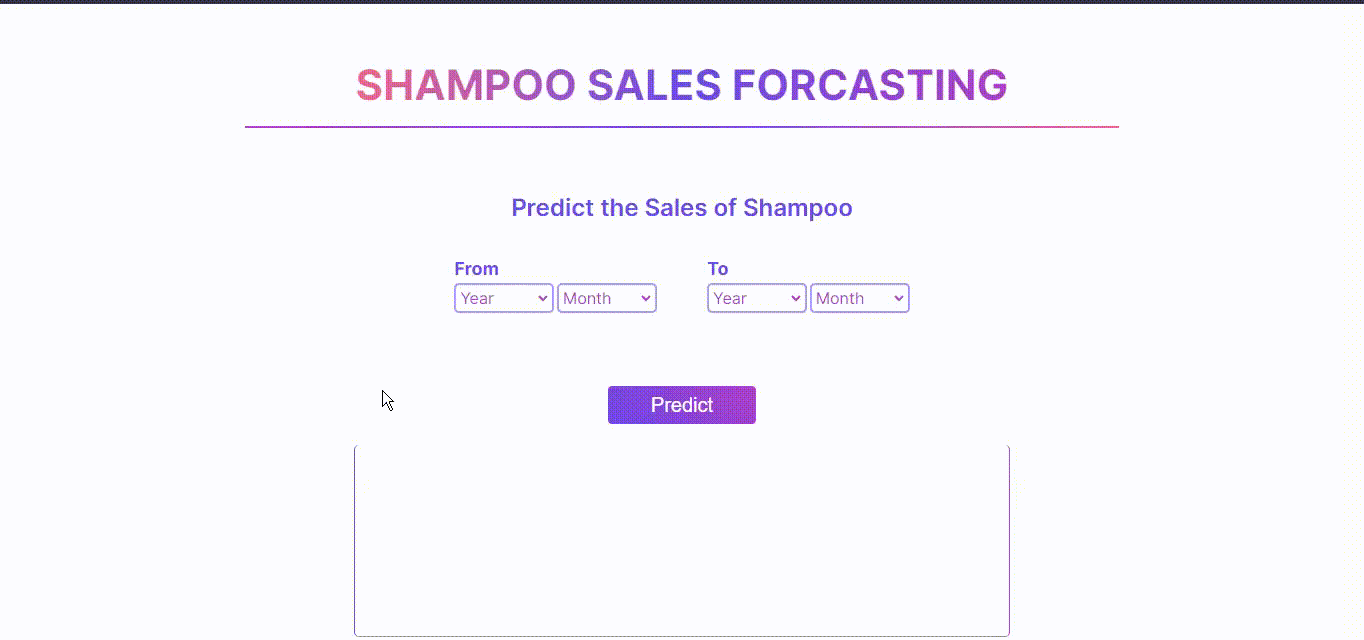 SHAMPOO SALES FORCASTING
Predict the Sales of Shampoo
From To
Year Month Year Month
Predict